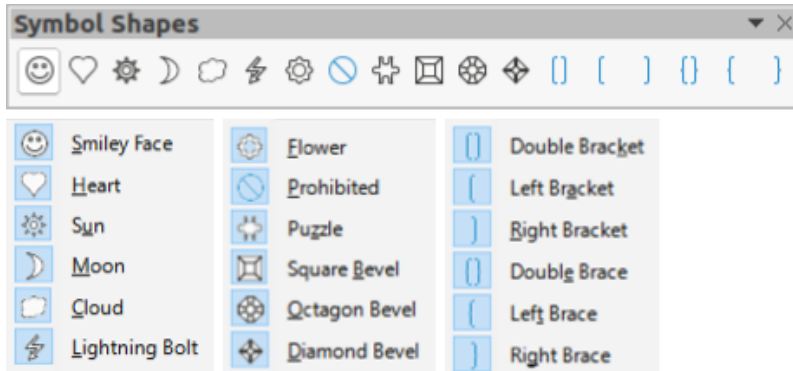 Symbol Shapes
Smiley Face
Heart
Sun
Moon
Cloud
Lightning Bolt
Flower
Prohibited
Puzzle
Square Bevel
Octagon Bevel
Diamond Bevel
Double Bracket
Left Bracket
Right Bracket
Double Brace
Left Brace
Right Brace